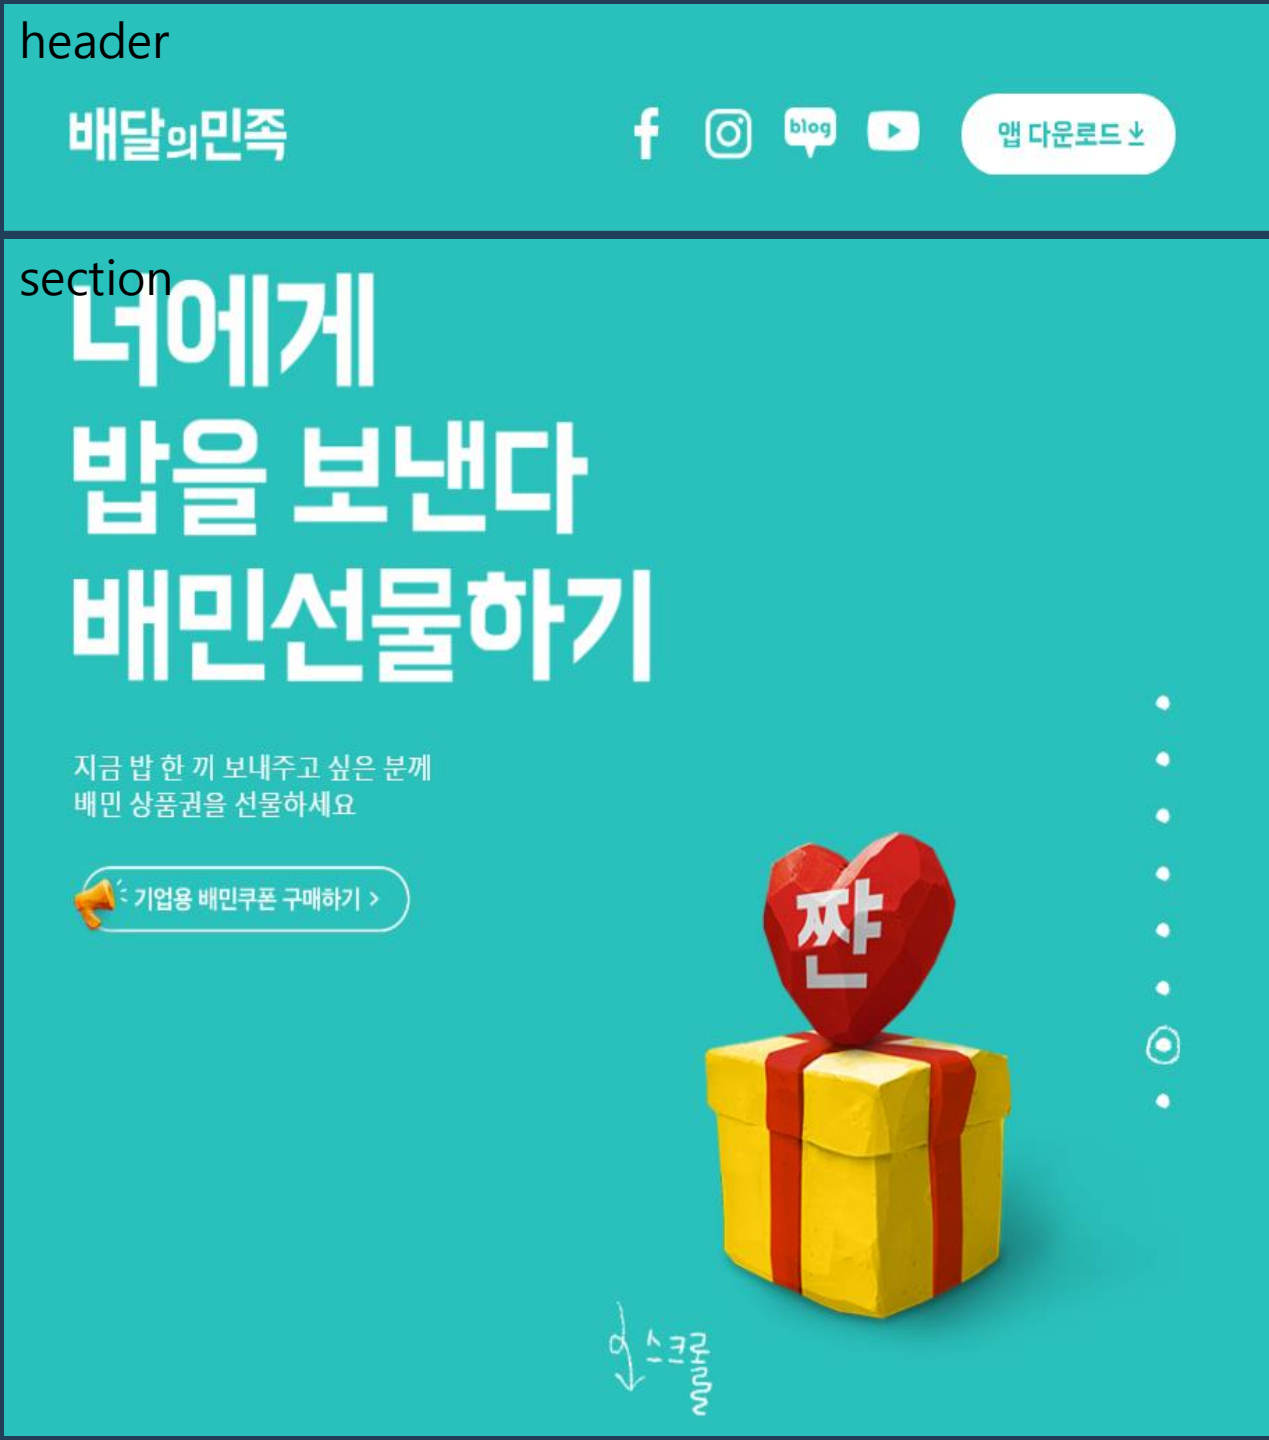 header
배달의민족
blog
앱 다운로드
section
너에게
밥을 보낸다
배민선물하기
지금 밥 한 끼 보내주고 싶은 분께
배민 상품권을 선물하세요
기업용 배민쿠폰 구매하기 >
짠
스크롤